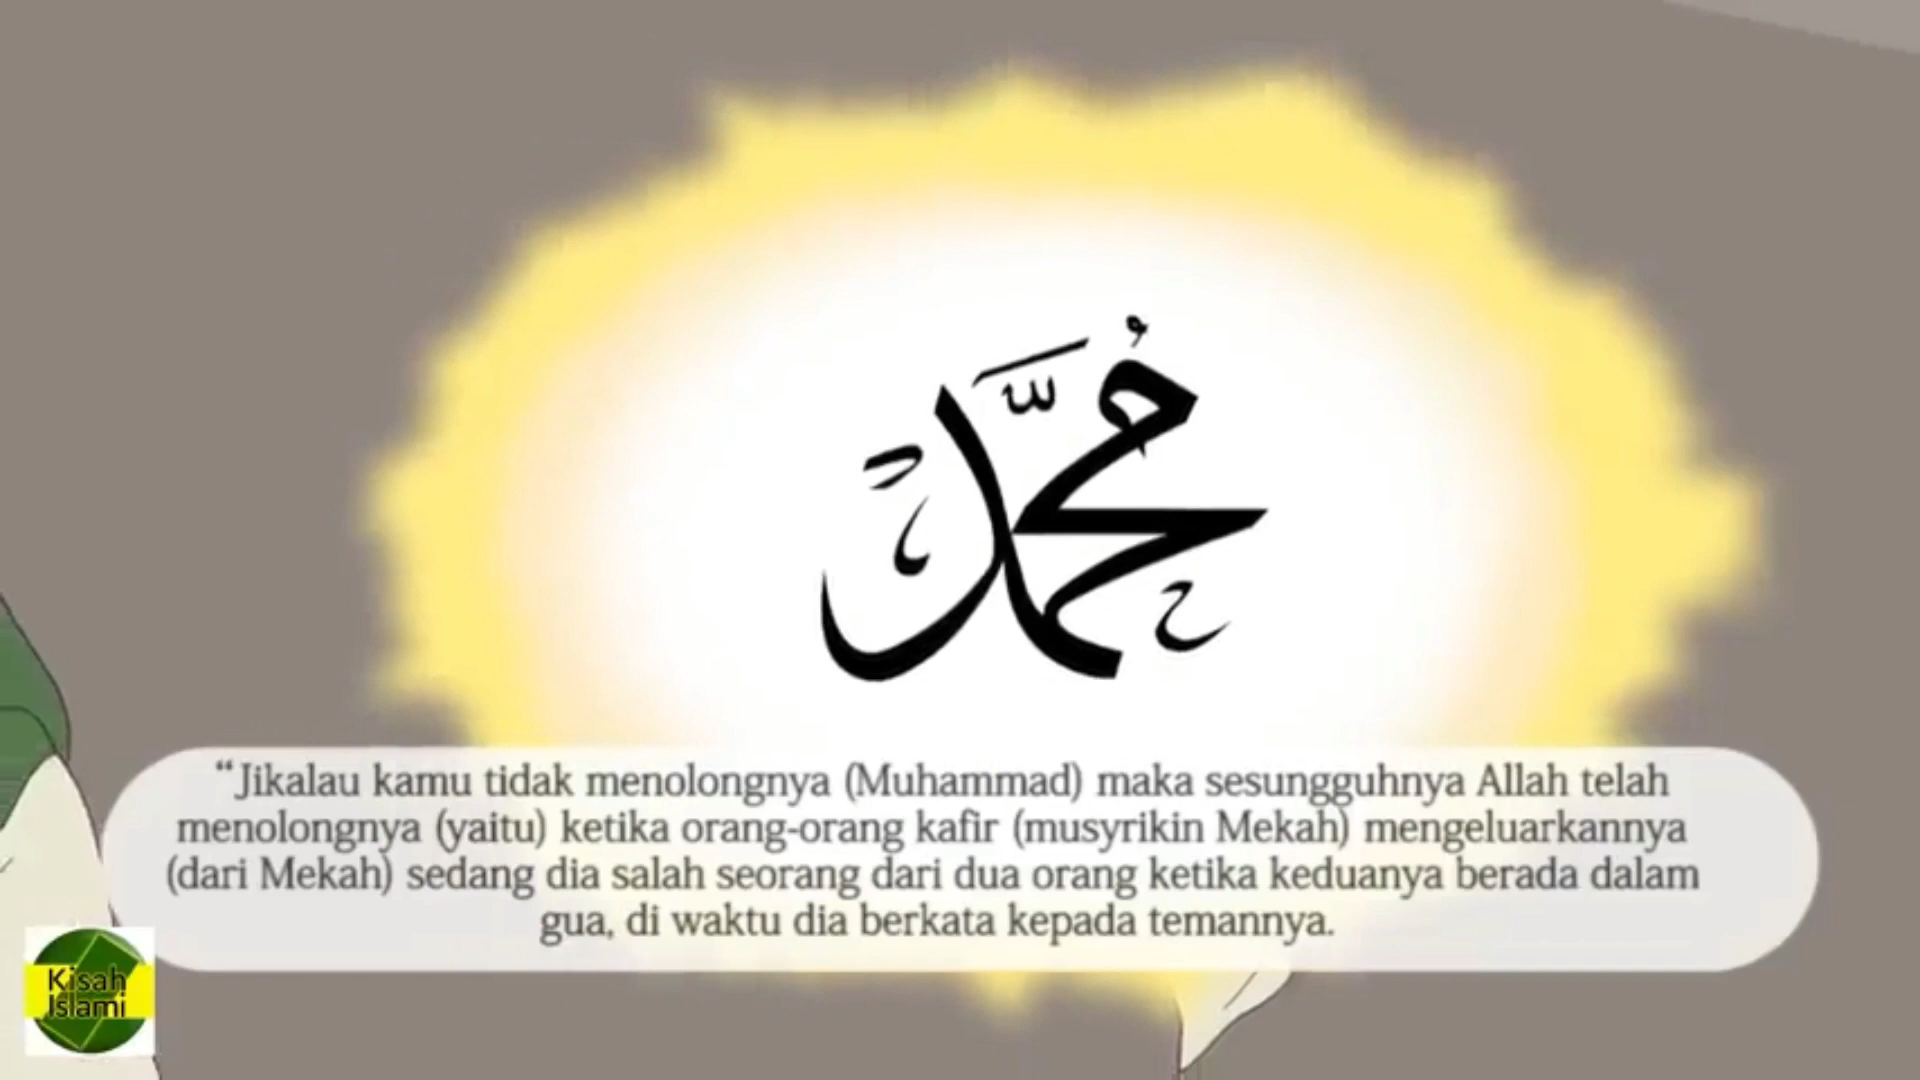 مُحَمَّد
“Jikalau kamu tidak menolongnya (Muhammad) maka sesungguhnya Allah telah
menolongnya (yaitu) ketika orang-orang kafir (musyrikin Mekah) mengeluarkannya
(dari Mekah) sedang dia salah seorang dari dua orang ketika keduanya berada dalam
gua, di waktu dia berkata kepada temannya.
Kisah
Islami